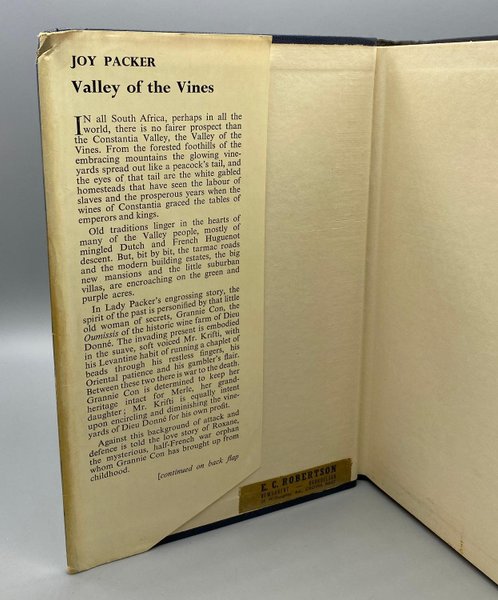 JOY PACKER
Valley of the Vines
IN all South Africa, perhaps in all the
world, there is no fairer prospect than
the Constantia Valley, the Valley of the
Vines. From the forested foothills of the
embracing mountains the glowing vine-
yards spread out like a peacock's tail, and
the eyes of that tail are the white gabled
homesteads that have seen the labour of
slaves and the prosperous years when the
wines of Constantia graced the tables of
emperors and kings.
Old traditions linger in the hearts of
many of the Valley people, mostly of
mingled Dutch and French Huguenot
descent. But, bit by bit, the tarmac roads
and the modern building estates, the big
new mansions and the little suburban
villas, are encroaching on the green and
purple acres.
In Lady Packer's engrossing story, the
spirit of the past is personified by that little
old woman of secrets, Grannie Con, the
Oumissis of the historic wine farm of Dieu
Donné. The invading present is embodied
in the suave, soft voiced Mr. Krifti, with
his Levantine habit of running a chaplet of
beads through his restless fingers, his
Oriental patience and his gambler's flair.
Between these two there is war to the death.
Grannie Con is determined to keep her
heritage intact for Merle, her grand-
daughter; Mr. Krifti is equally intent
upon encircling and diminishing the vine-
yards of Dieu Donné for his own profit.
Against this background of attack and
defence is told the love story of Roxane,
the mysterious, half-French war orphan
whom Grannie Con has brought up from
childhood.
[continued on back flap
E. C. ROBERTSON
NEWSAGENT BOOKSELLER